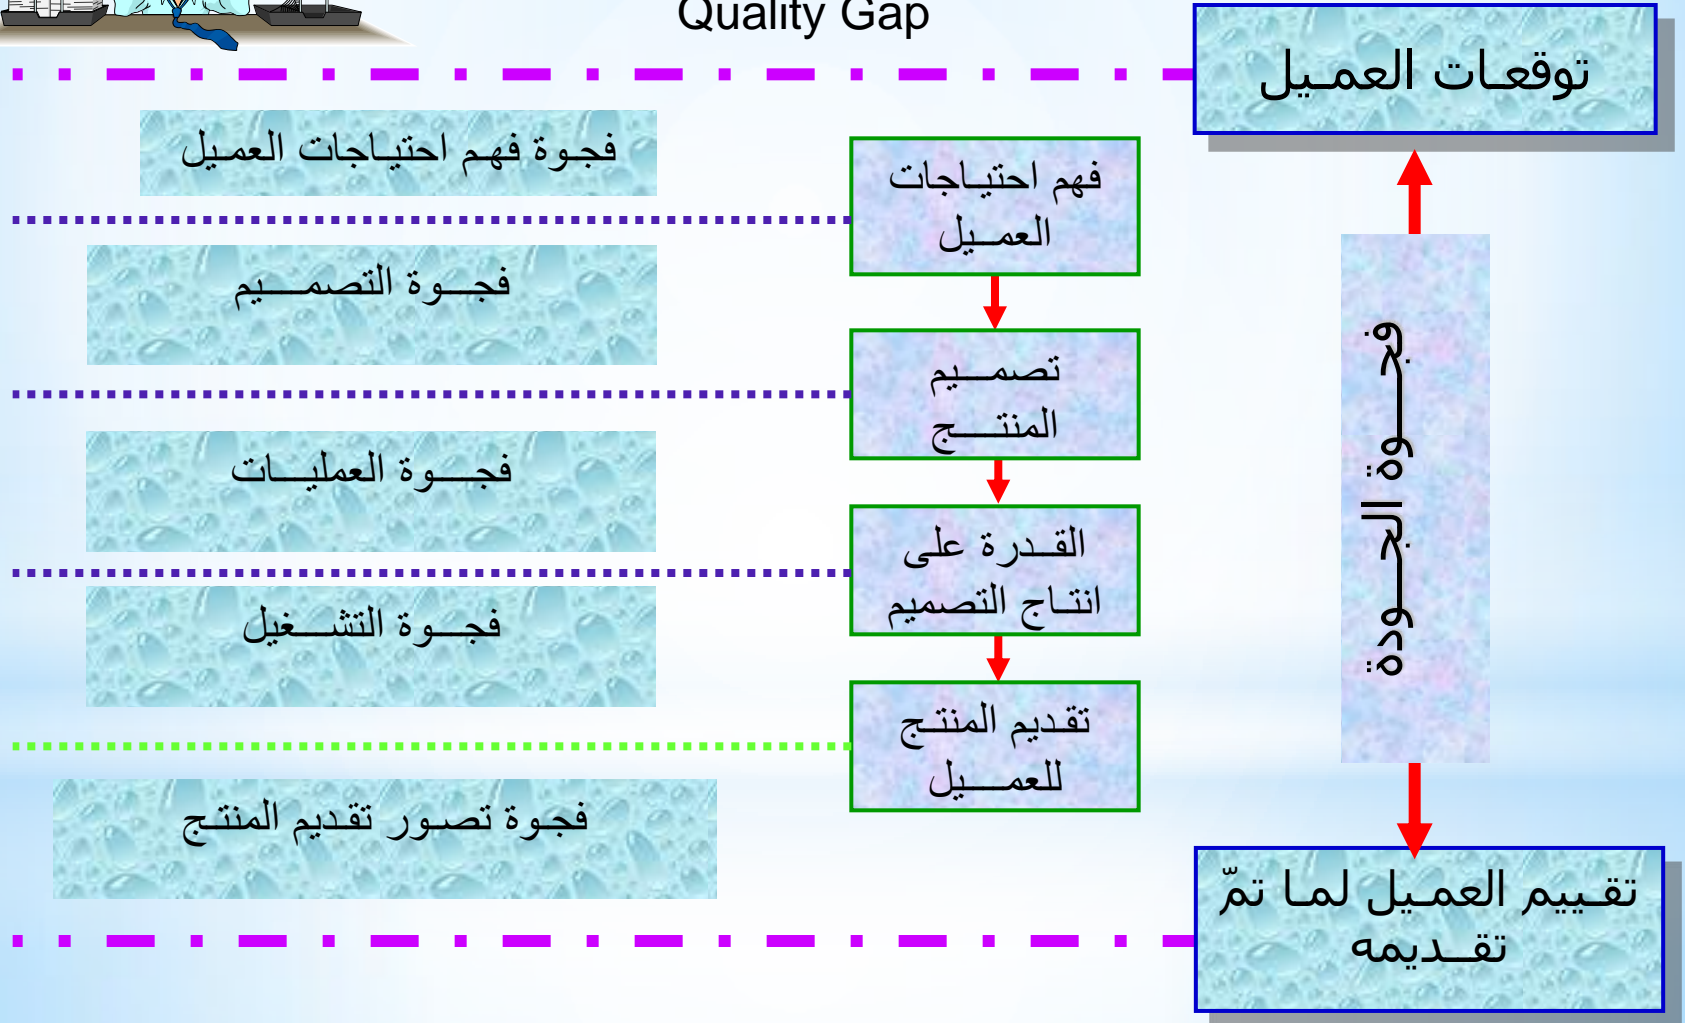 Quality Gap
توقعات العميل
فجوة فهم احتياجات العميل
فهم احتياجات
العميل
فجوة التصميم
تصميم
المنتج
فجوة العمليات
القدرة على
انتاج التصميم
فجوة التشغيل
تقديم المنتج
للعميل
فجوة تصور تقديم المنتج
فجوة الجودة
تقييم العميل لما تمّ
تقديمه